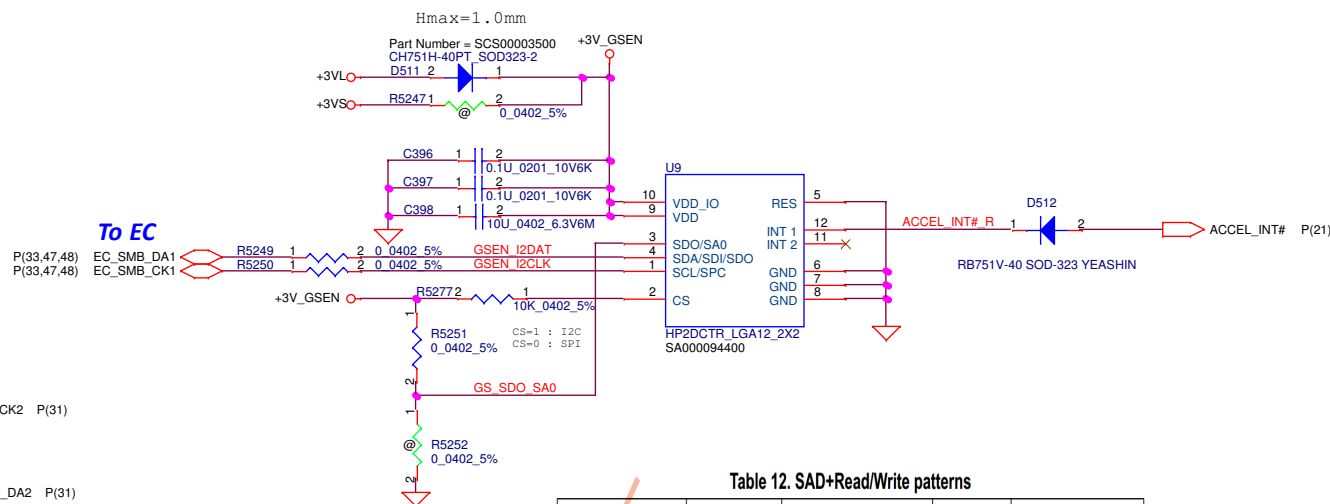 Hmax=1.0mm
Part Number = SCS00003500
CH751H-40PT_SOD323-2
+3V_GSEN
+3VL
D511 2 1
+3VS
R5247 1 2
@ 0_0402_5%
C396 1 2
0.1U_0201_10V6K
C397 1 2
0.1U_0201_10V6K
C398 1 2
10U_0402_6.3V6M
U9
10 VDD_IO
9 VDD
3 SDO/SA0
4 SDA/SDI/SDO
1 SCL/SPC
2 CS
RES 5
INT 1 12
INT 2 11
GND 6
GND 7
GND 8
HP2DCTR_LGA12_2X2
SA000094400
ACCEL_INT#_R
D512
1 2
RB751V-40 SOD-323 YEASHIN
ACCEL_INT# P(21)
To EC
P(33,47,48) EC_SMB_DA1 R5249 1 2 0_0402_5% GSEN_I2DAT
P(33,47,48) EC_SMB_CK1 R5250 1 2 0_0402_5% GSEN_I2CLK
+3V_GSEN R5277 2 1
10K_0402_5%
CS=1 : I2C
CS=0 : SPI
1
R5251
0_0402_5%
2
GS_SDO_SA0
1
@ R5252
0_0402_5%
2
CK2 P(31)
_DA2 P(31)
Table 12. SAD+Read/Write patterns